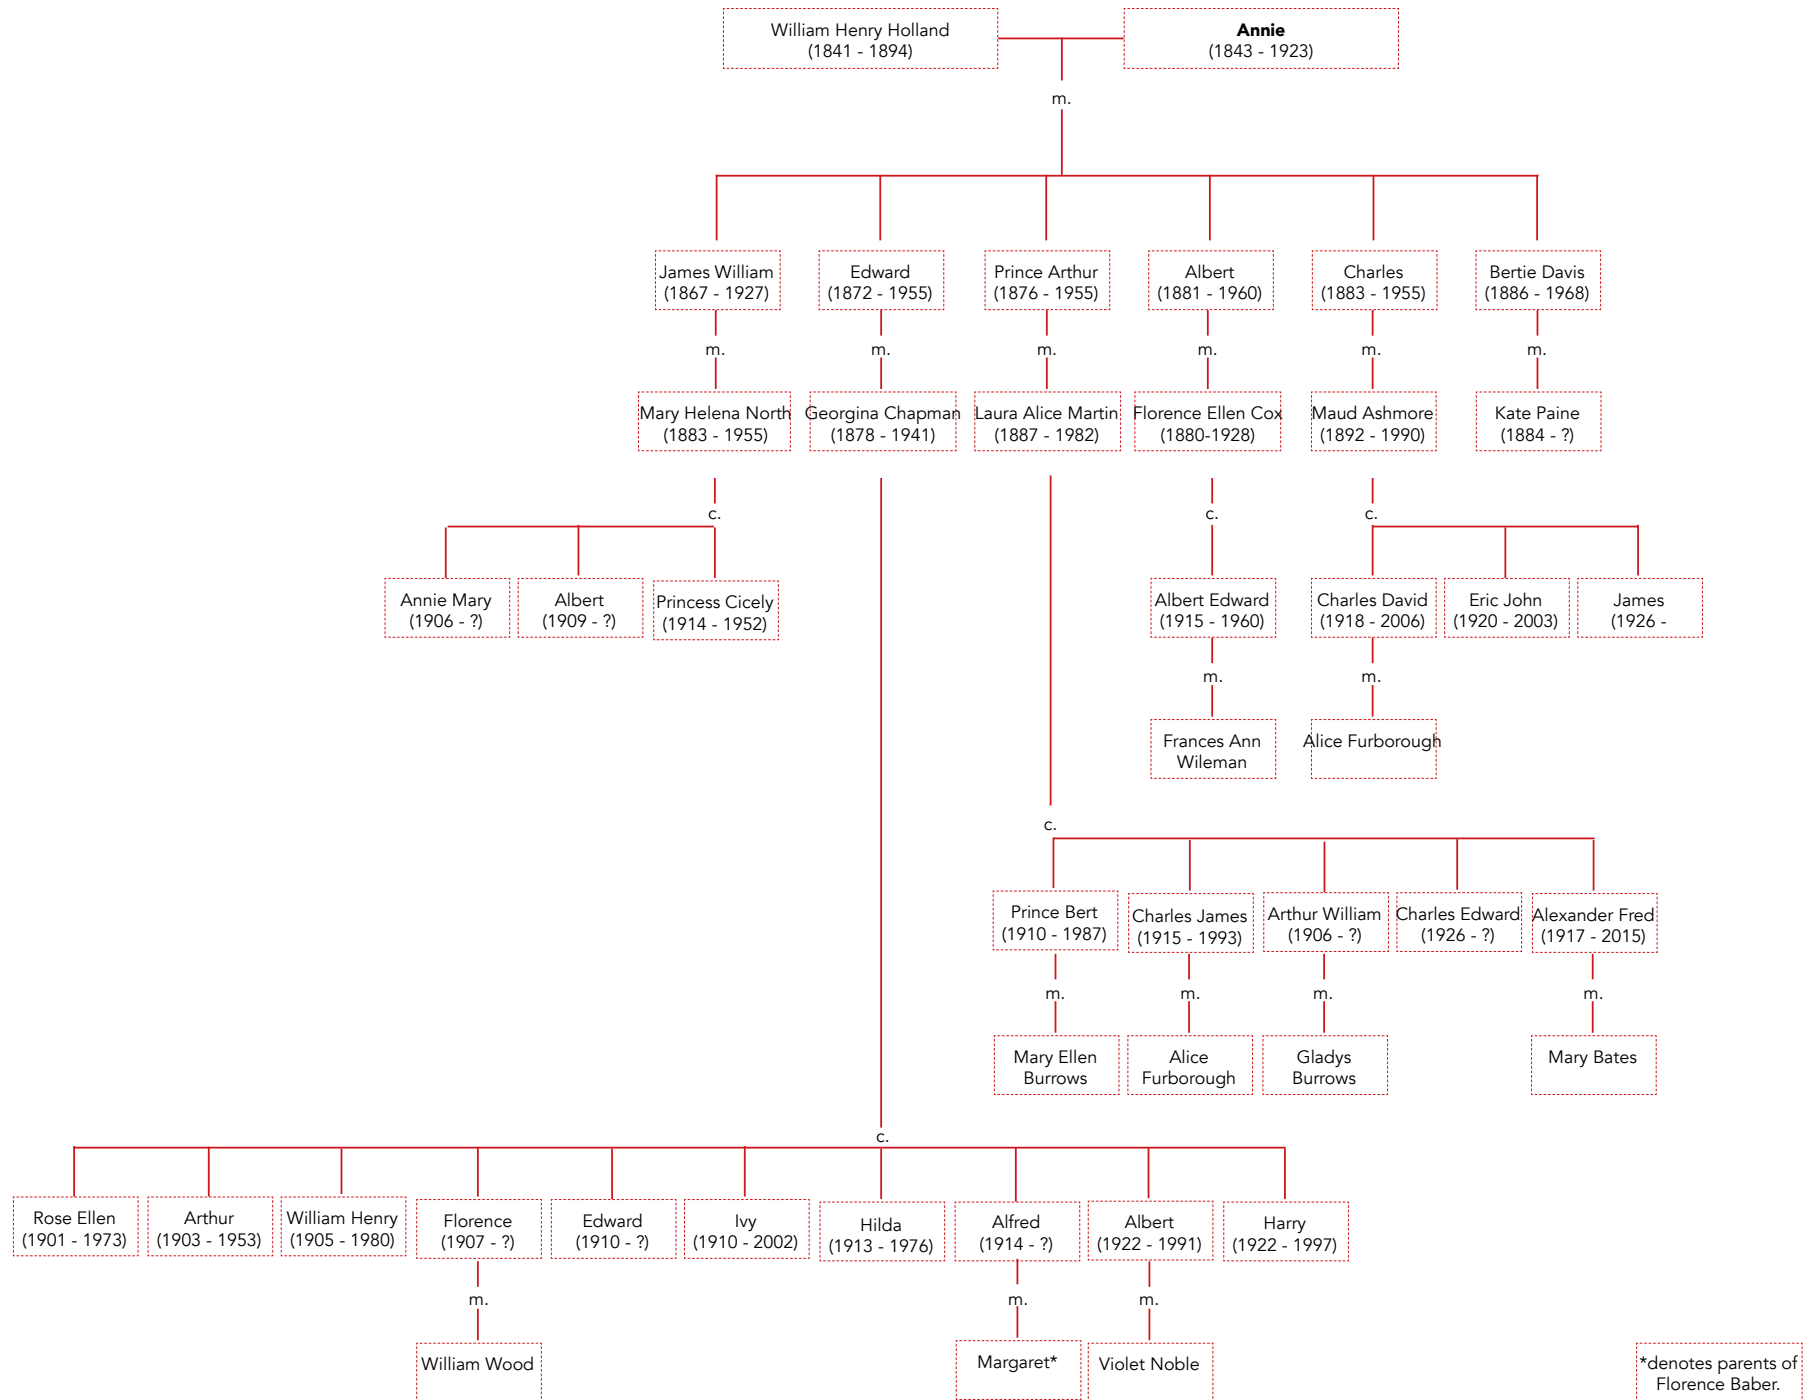 William Henry Holland
(1841 - 1894)
Annie
(1843 - 1923)
m.
James William
(1867 - 1927)
Edward
(1872 - 1955)
Prince Arthur
(1876 - 1955)
Albert
(1881 - 1960)
Charles
(1883 - 1955)
Bertie Davis
(1886 - 1968)
m.
m.
m.
m.
m.
m.
Mary Helena North
(1883 - 1955)
Georgina Chapman
(1878 - 1941)
Laura Alice Martin
(1887 - 1982)
Florence Ellen Cox
(1880-1928)
Maud Ashmore
(1892 - 1990)
Kate Paine
(1884 - ?)
c.
c.
c.
Annie Mary
(1906 - ?)
Albert
(1909 - ?)
Princess Cicely
(1914 - 1952)
Albert Edward
(1915 - 1960)
Charles David
(1918 - 2006)
Eric John
(1920 - 2003)
James
(1926 -
m.
m.
Frances Ann
Wileman
Alice Furborough
c.
Prince Bert
(1910 - 1987)
Charles James
(1915 - 1993)
Arthur William
(1906 - ?)
Charles Edward
(1926 - ?)
Alexander Fred
(1917 - 2015)
m.
m.
m.
m.
Mary Ellen
Burrows
Alice
Furborough
Gladys
Burrows
Mary Bates
c.
Rose Ellen
(1901 - 1973)
Arthur
(1903 - 1953)
William Henry
(1905 - 1980)
Florence
(1907 - ?)
Edward
(1910 - ?)
Ivy
(1910 - 2002)
Hilda
(1913 - 1976)
Alfred
(1914 - ?)
Albert
(1922 - 1991)
Harry
(1922 - 1997)
m.
m.
m.
William Wood
Margaret*
Violet Noble
*denotes parents of
Florence Baber.